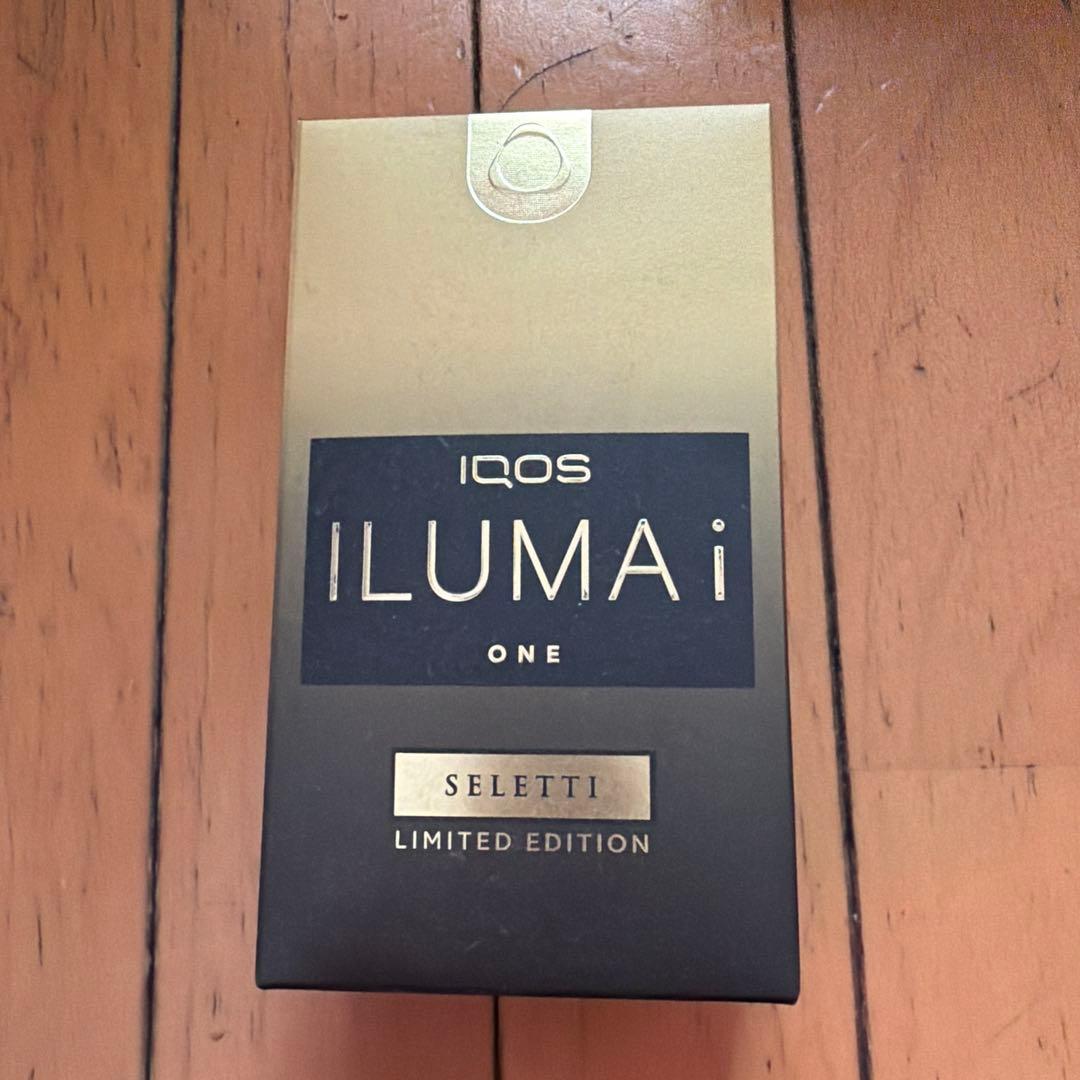 IQOS
ILUMA i
ONE
SELETTI
LIMITED EDITION